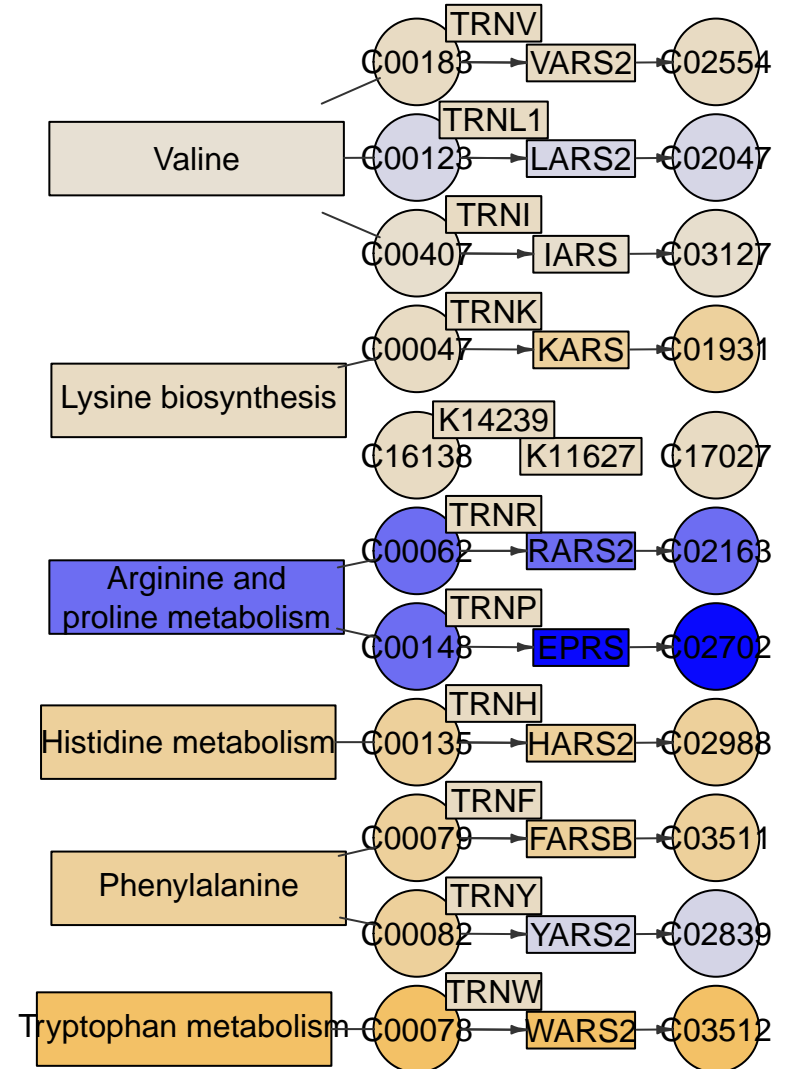 TRNV
C00183
VARS2
C02554
Valine
TRNL1
C00123
LARS2
C02047
TRNI
C00407
IARS
C03127
TRNK
C00047
KARS
C01931
Lysine biosynthesis
K14239
C16138
K11627
C17027
TRNR
C00062
RARS2
C02163
Arginine and
proline metabolism
TRNP
C00148
EPRS
C02702
TRNH
Histidine metabolism
C00135
HARS2
C02988
TRNF
C00079
FARSB
C03511
Phenylalanine
TRNY
C00082
YARS2
C02839
TRNW
Tryptophan metabolism
C00078
WARS2
C03512